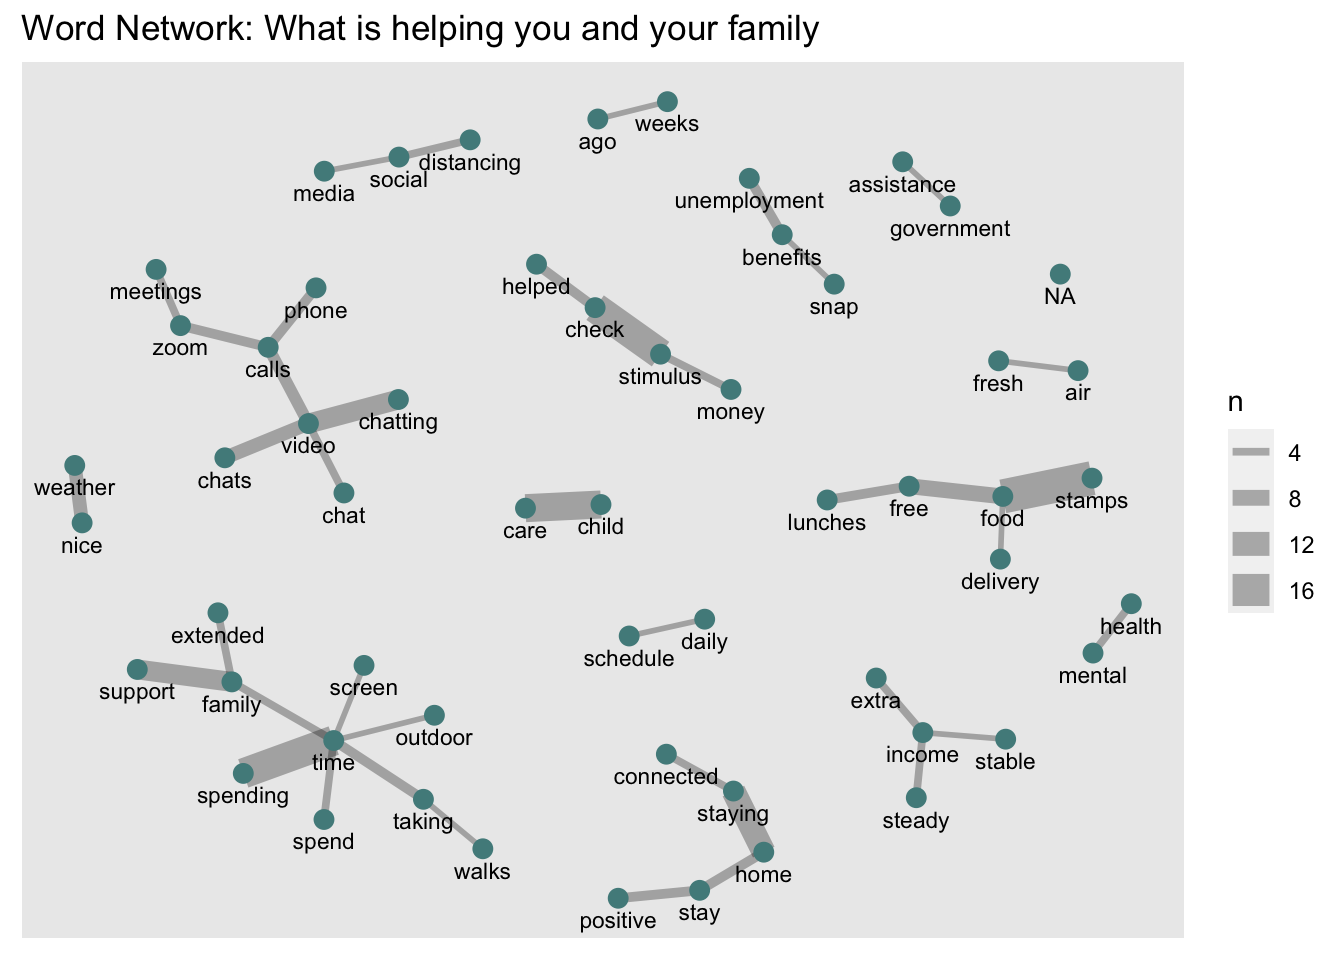 Word Network: What is helping you and your family
weeks
ago
distancing
social
media
assistance
unemployment
government
benefits
helped
meetings
NA
snap
phone
check
zoom
calls
stimulus
fresh
air
money
chatting
video
chats
weather
chat
nice
care
child
stamps
free
food
lunches
delivery
extended
health
daily
schedule
mental
screen
support
family
extra
outdoor
time
income
stable
connected
spending
staying
taking
steady
spend
walks
home
stay
positive
n
4
8
12
16